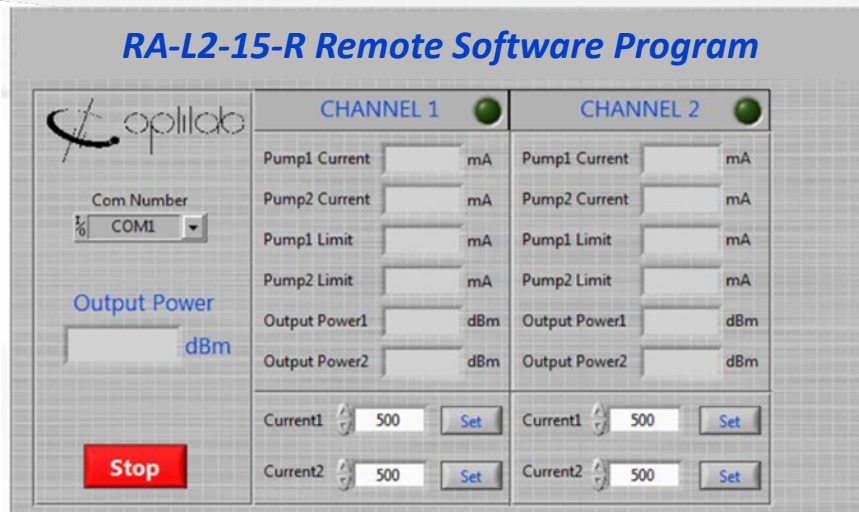 RA-L2-15-R Remote Software Program
optilab
Com Number
I/O COM1
Output Power
dBm
Stop
CHANNEL 1
Pump1 Current mA
Pump2 Current mA
Pump1 Limit mA
Pump2 Limit mA
Output Power1 dBm
Output Power2 dBm
Current1 500 Set
Current2 500 Set
CHANNEL 2
Pump1 Current mA
Pump2 Current mA
Pump1 Limit mA
Pump2 Limit mA
Output Power1 dBm
Output Power2 dBm
Current1 500 Set
Current2 500 Set